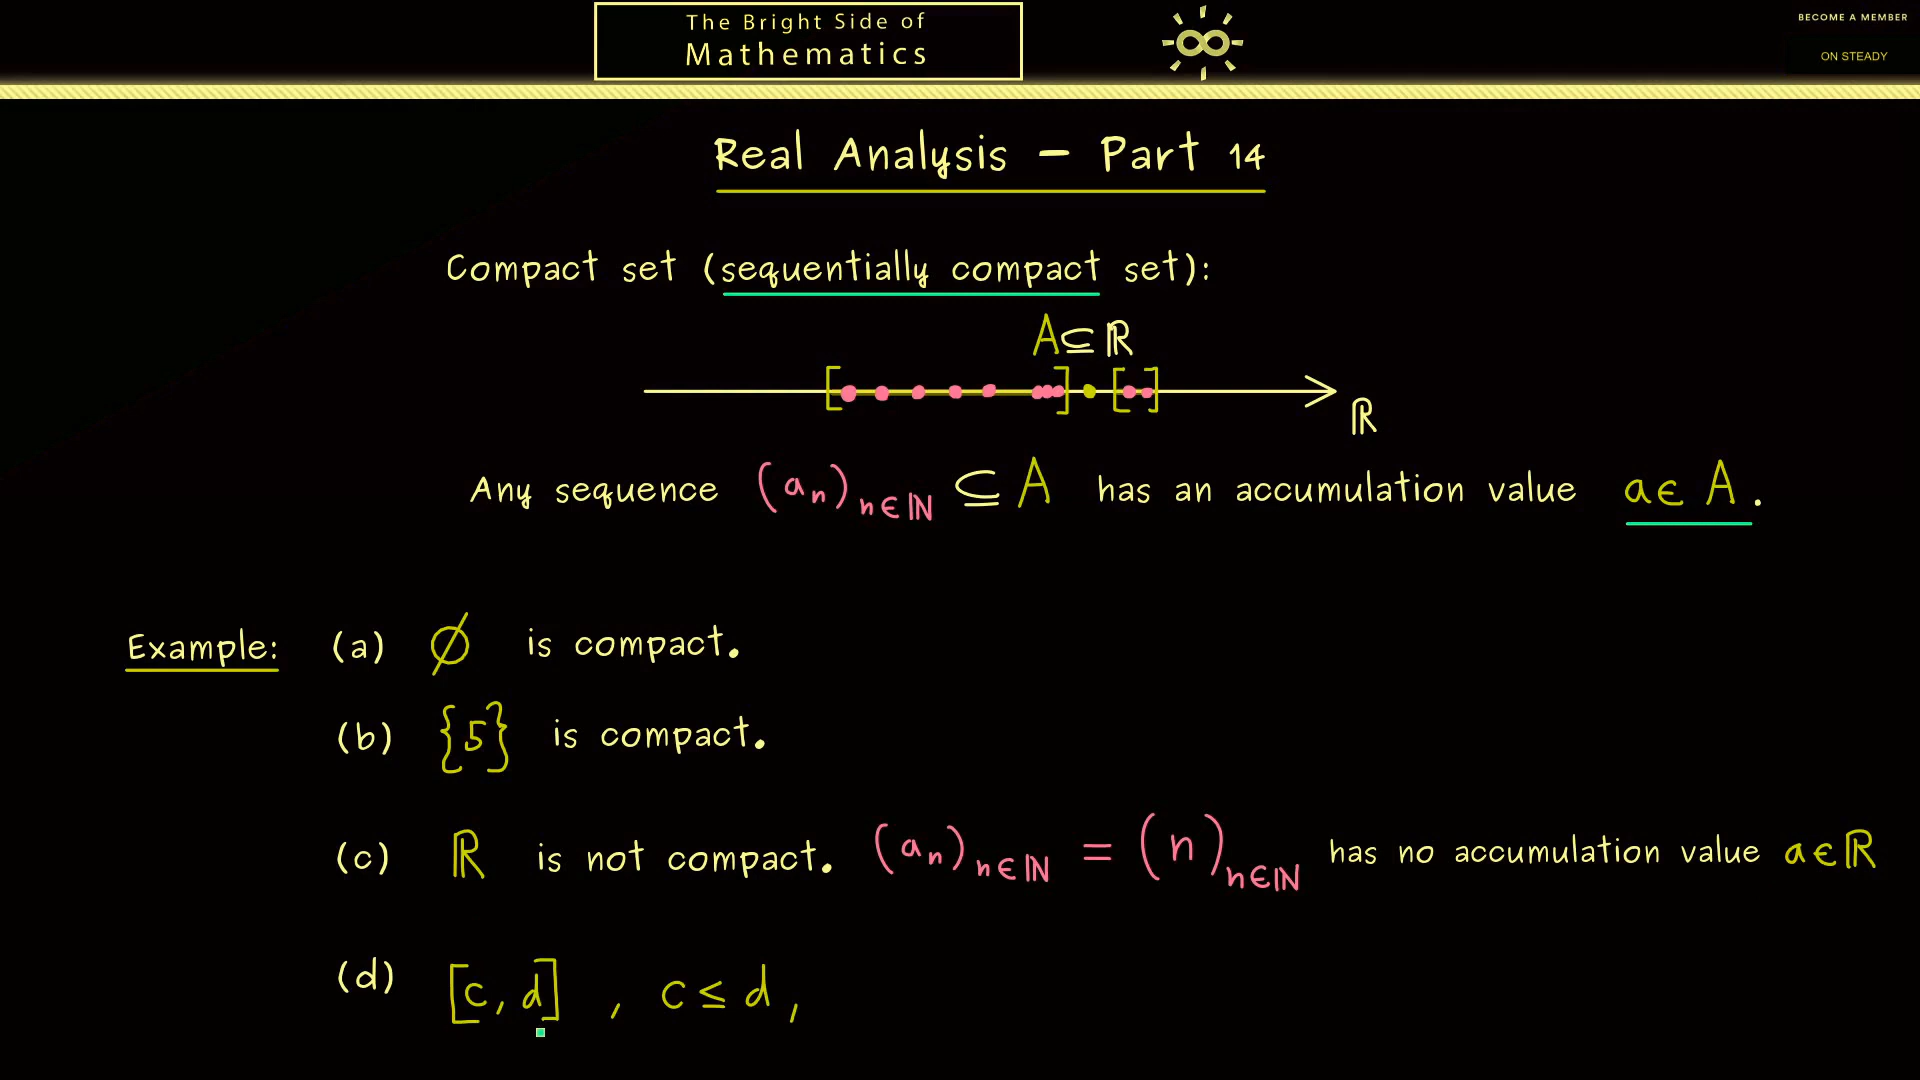 The Bright Side of
Mathematics
BECOME A MEMBER
ON STEADY
Real Analysis – Part 14
Compact set (sequentially compact set):
A ⊆ ℝ
[ ] [ ]
ℝ
Any sequence (aₙ)ₙ∈ℕ ⊆ A has an accumulation value a ∈ A.
Example: (a) ∅ is compact.
(b) {5} is compact.
(c) ℝ is not compact. (aₙ)ₙ∈ℕ = (n)ₙ∈ℕ has no accumulation value a ∈ ℝ
(d) [c, d] , c ≤ d ,